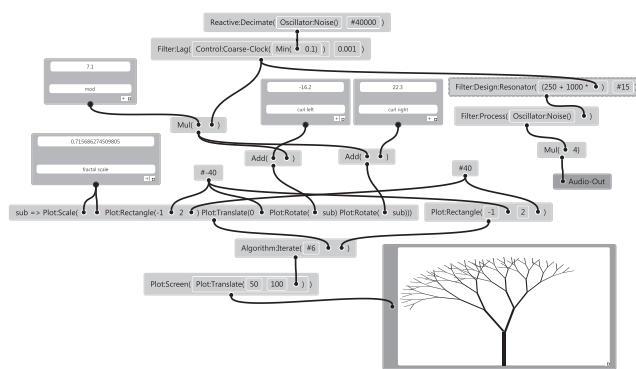 Reactive:Decimate( Oscillator:Noise() #40000 )
Filter:Lag( Control:Coarse-Clock( Min( 0.1) ) 0.001 )
7.1
mod
-16.2
curl left
22.3
curl right
Filter:Design:Resonator( (250 + 1000 * ) #15
Filter:Process( Oscillator:Noise() )
Mul( )
Mul( 4)
0.715686274509805
fractal scale
Add( )
Add( )
Audio-Out
#-40
#40
sub => Plot:Scale( Plot:Rectangle(-1 2 ) Plot:Translate(0 Plot:Rotate( sub) Plot:Rotate( sub)))
Plot:Rectangle( -1 2 )
Algorithm:Iterate( #6 )
Plot:Screen( Plot:Translate( 50 100 ) )